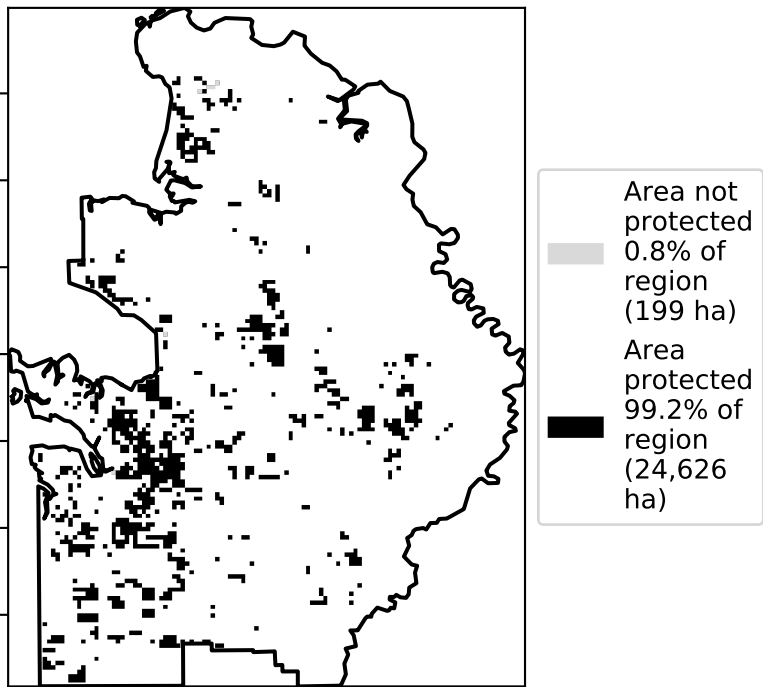 Area not
protected
0.8% of
region
(199 ha)
Area
protected
99.2% of
region
(24,626
ha)